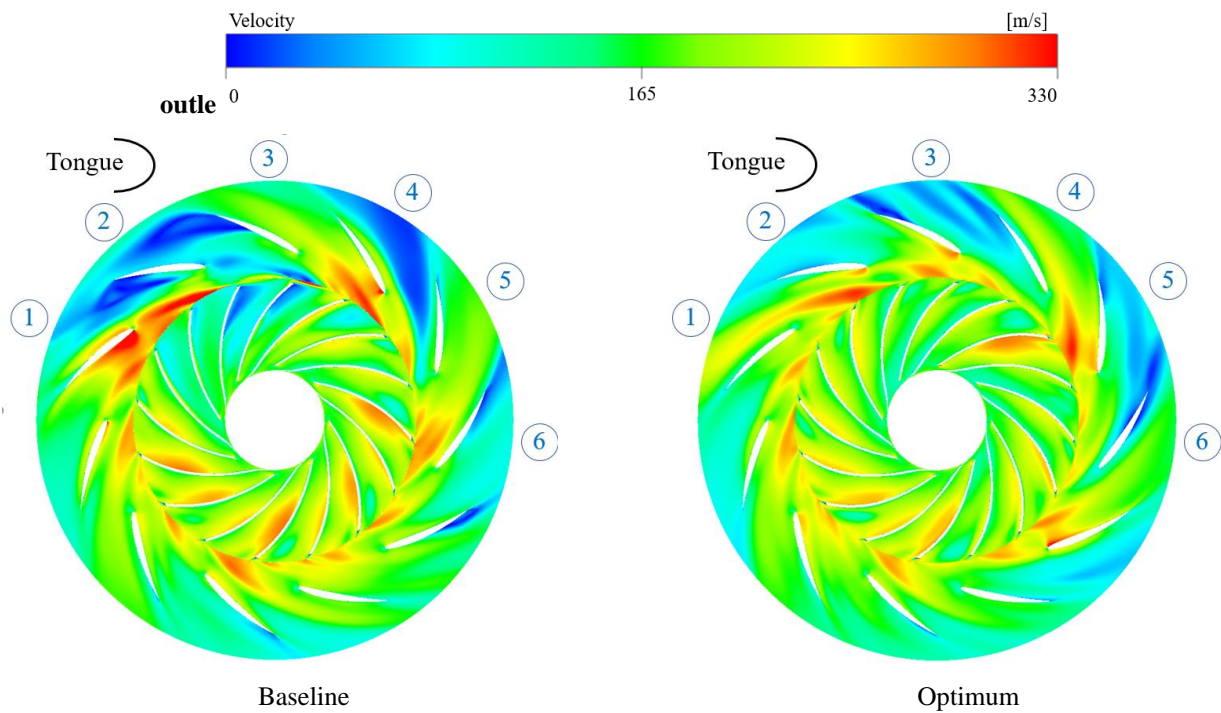 Velocity [m/s]
outle 0 165 330
Tongue 3 4 Tongue 3 4
2 2
5 5
1 1
6 6
Baseline Optimum